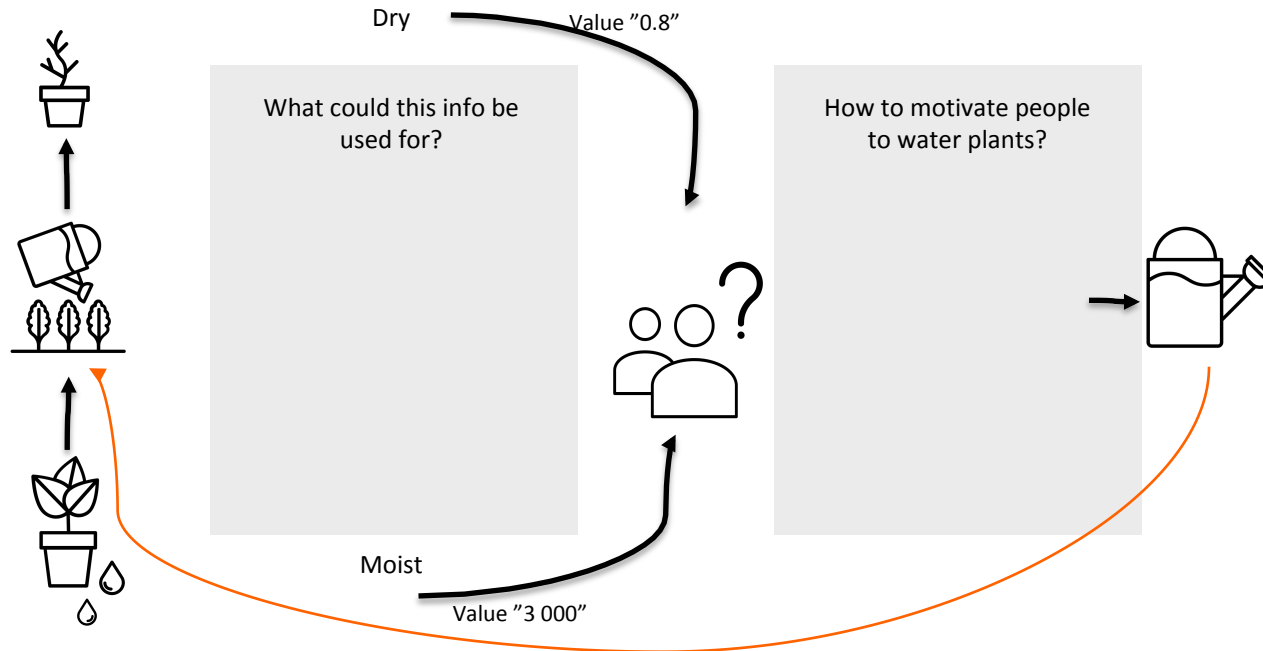 Dry
Value ”0.8”
What could this info be
used for?
How to motivate people
to water plants?
?
Moist
Value ”3 000”